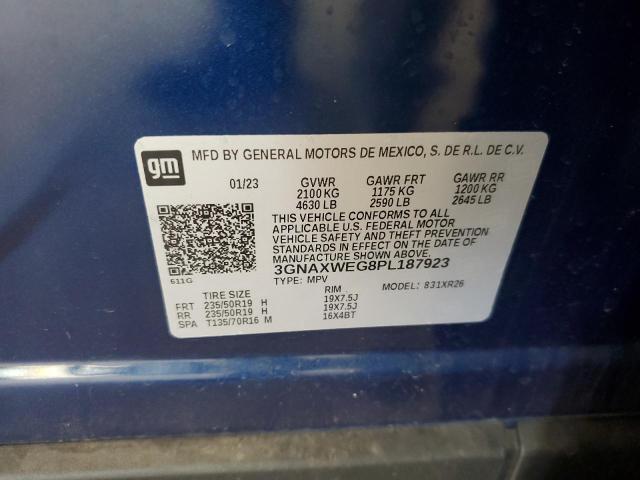 gm
MFD BY GENERAL MOTORS DE MEXICO, S. DE R.L. DE C.V.
01/23 GVWR GAWR FRT GAWR RR
2100 KG 1175 KG 1200 KG
4630 LB 2590 LB 2645 LB
THIS VEHICLE CONFORMS TO ALL
APPLICABLE U.S. FEDERAL MOTOR
VEHICLE SAFETY AND THEFT PREVENTION
STANDARDS IN EFFECT ON THE DATE OF
MANUFACTURE SHOWN ABOVE.
3GNAXWEG8PL187923
611G
TYPE: MPV MODEL: 831XR26
TIRE SIZE RIM
FRT 235/50R19 H 19X7.5J
RR 235/50R19 H 19X7.5J
SPA T135/70R16 M 16X4BT